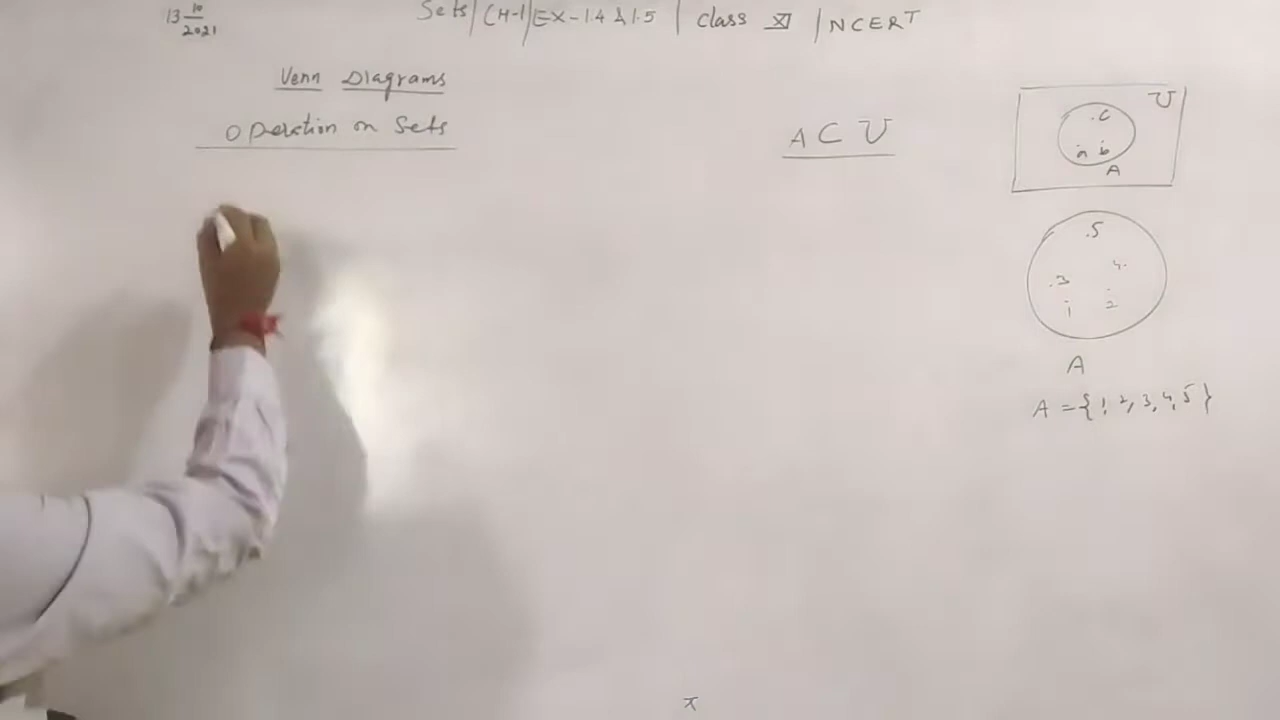 13 10/2021
Sets | CH-1 | EX-1.4 & 1.5 | class XI | NCERT
Venn Diagrams
Operation on Sets
A ⊂ U
U
.c
a b
A
.5
.3 4.
1 2
A
A = {1, 2, 3, 4, 5}